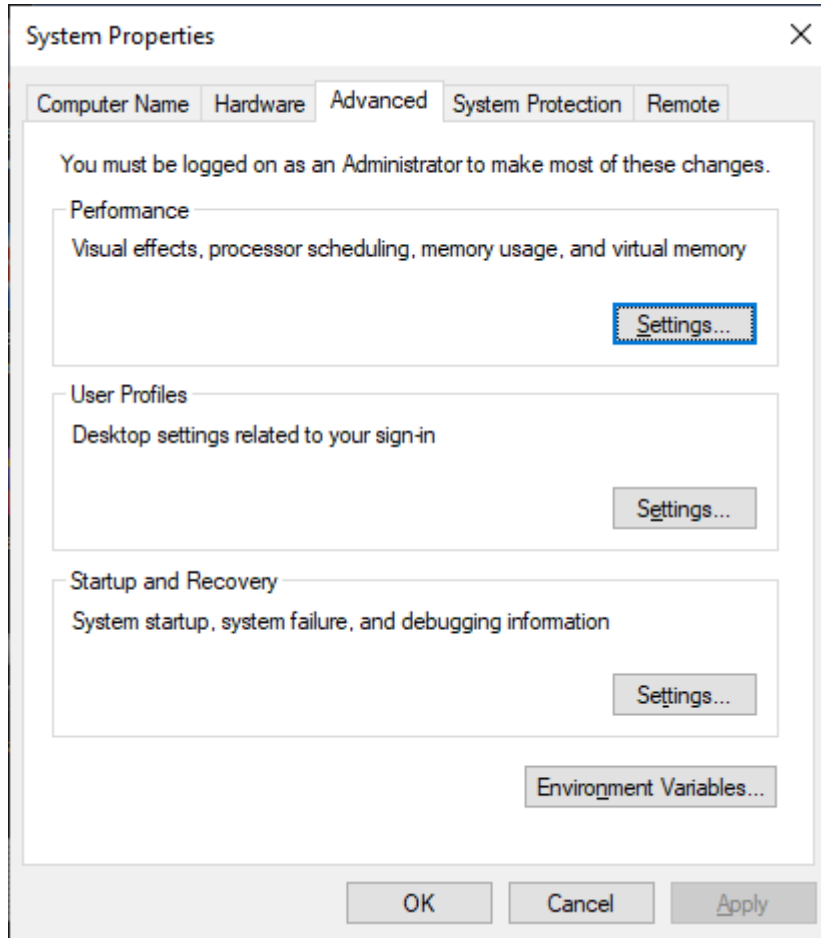 System Properties
Computer Name Hardware Advanced System Protection Remote
You must be logged on as an Administrator to make most of these changes.
Performance
Visual effects, processor scheduling, memory usage, and virtual memory
Settings...
User Profiles
Desktop settings related to your sign-in
Settings...
Startup and Recovery
System startup, system failure, and debugging information
Settings...
Environment Variables...
OK Cancel Apply